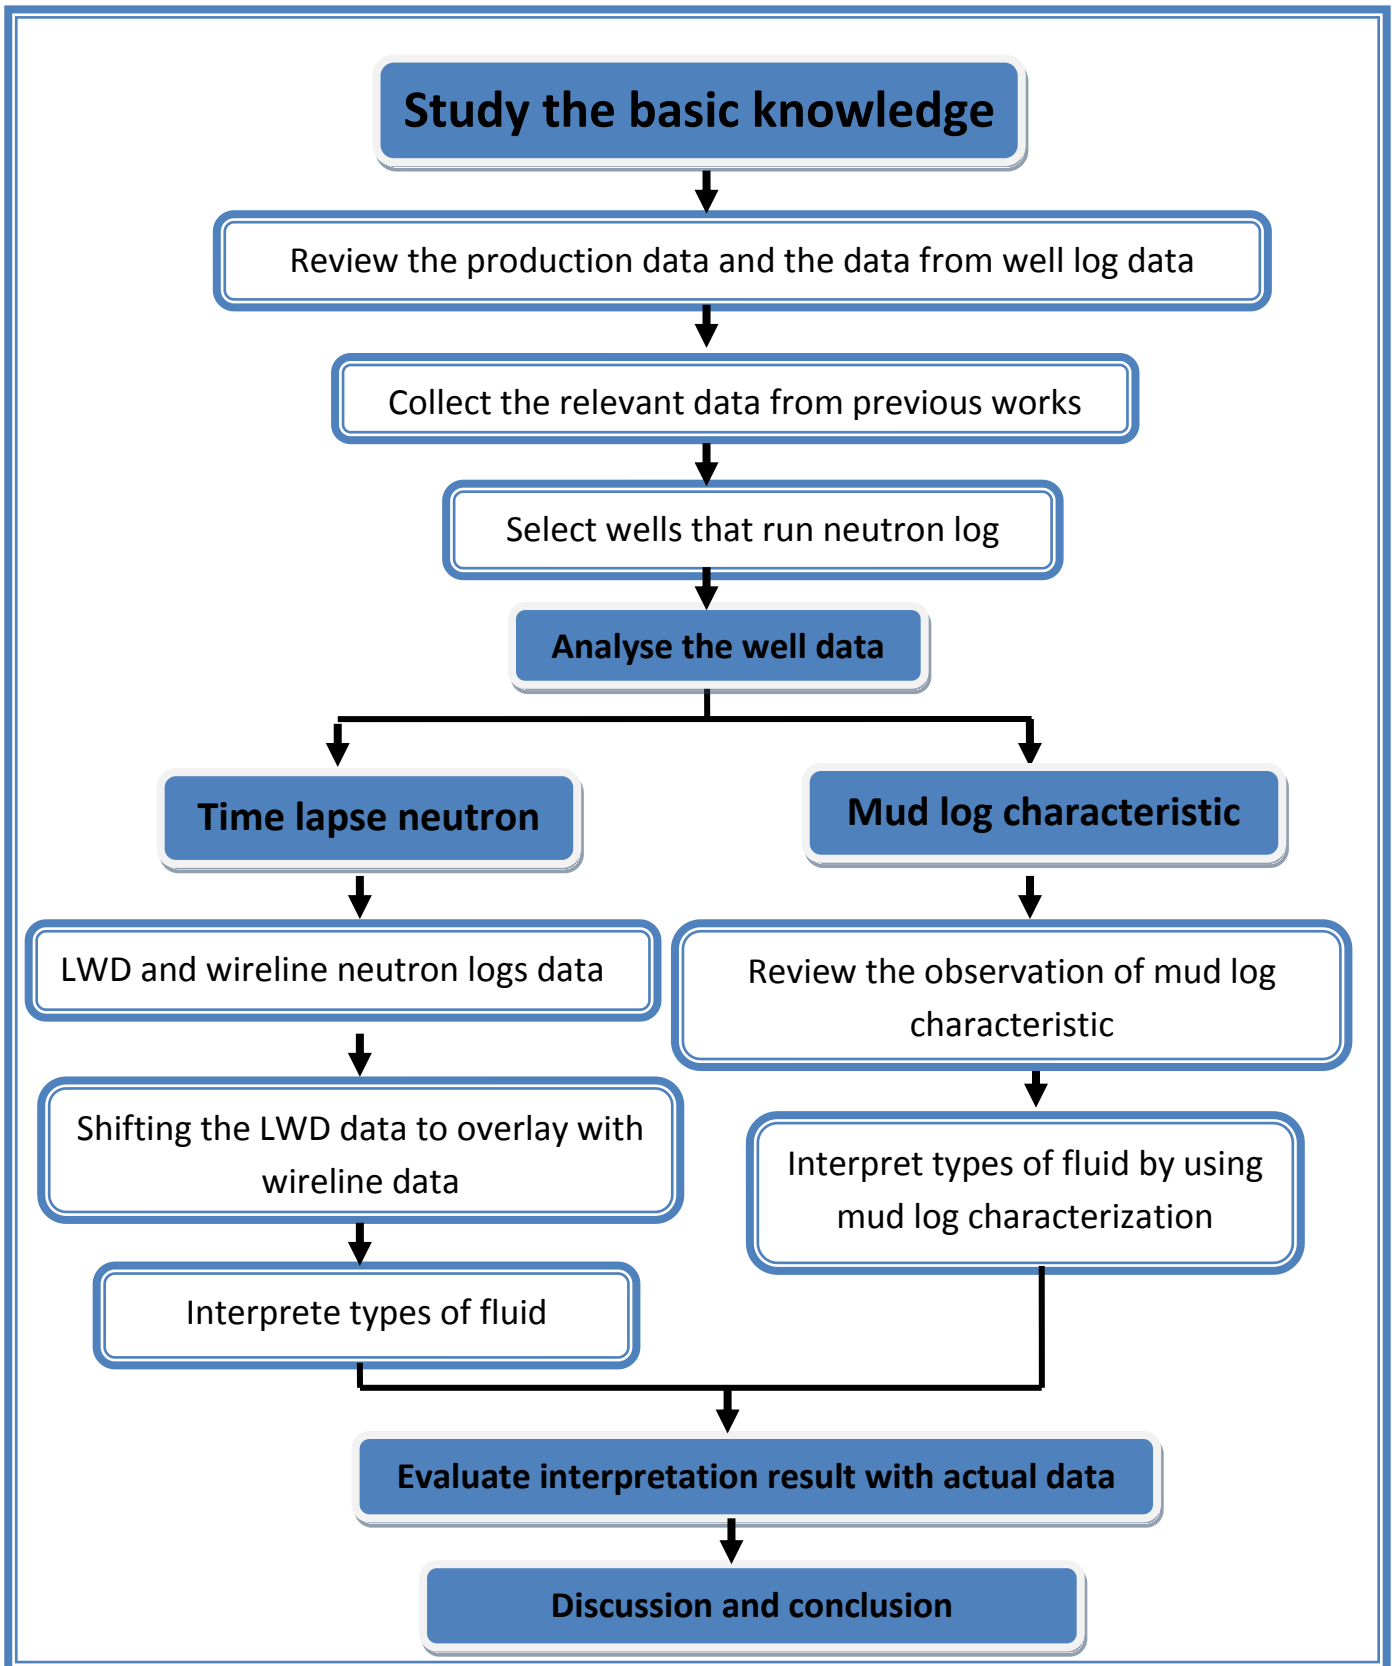 Study the basic knowledge
Review the production data and the data from well log data
Collect the relevant data from previous works
Select wells that run neutron log
Analyse the well data
Time lapse neutron
Mud log characteristic
LWD and wireline neutron logs data
Review the observation of mud log
characteristic
Shifting the LWD data to overlay with
wireline data
Interpret types of fluid by using
mud log characterization
Interprete types of fluid
Evaluate interpretation result with actual data
Discussion and conclusion